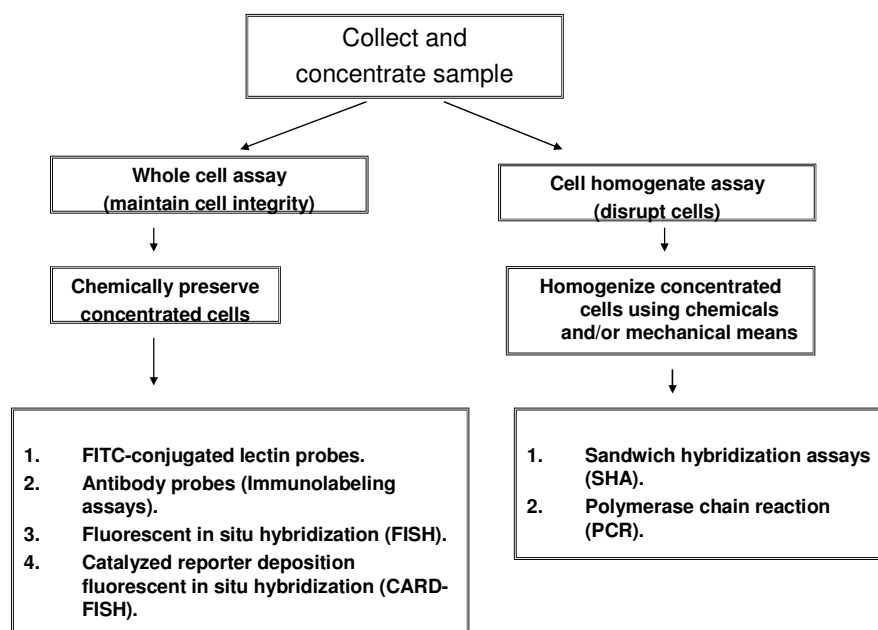 Collect and
concentrate sample
Whole cell assay
(maintain cell integrity)
Cell homogenate assay
(disrupt cells)
Chemically preserve
concentrated cells
Homogenize concentrated
cells using chemicals
and/or mechanical means
1. FITC-conjugated lectin probes.
2. Antibody probes (Immunolabeling
assays).
3. Fluorescent in situ hybridization (FISH).
4. Catalyzed reporter deposition
fluorescent in situ hybridization (CARD-
FISH).
1. Sandwich hybridization assays
(SHA).
2. Polymerase chain reaction
(PCR).